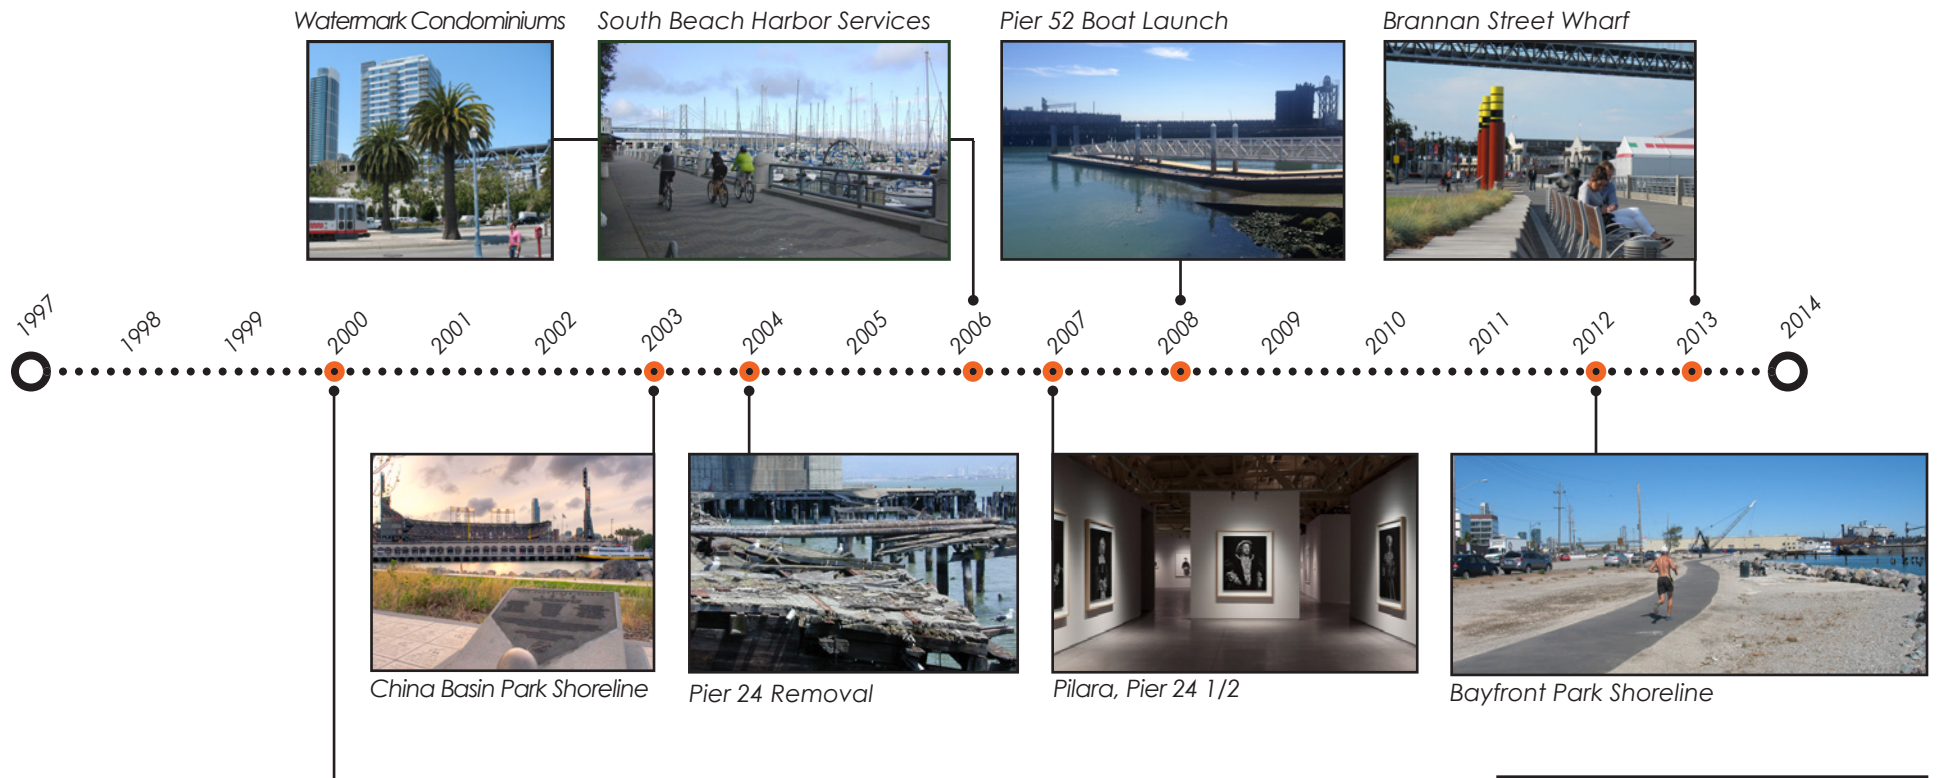 Watermark Condominiums
South Beach Harbor Services
Pier 52 Boat Launch
Brannan Street Wharf
1997
1998
1999
2000
2001
2002
2003
2004
2005
2006
2007
2008
2009
2010
2011
2012
2013
2014
China Basin Park Shoreline
Pier 24 Removal
Pilara, Pier 24 1/2
Bayfront Park Shoreline